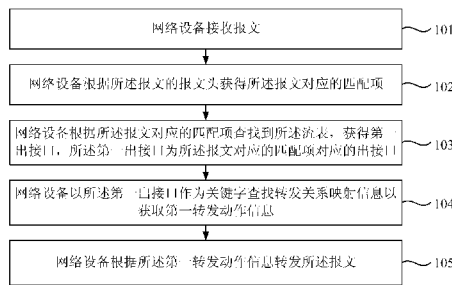 网络设备接收报文
101
网络设备根据所述报文的报文头获得所述报文对应的匹配项
102
网络设备根据所述报文对应的匹配项查找到所述流表，获得第一
出接口，所述第一出接口为所述报文对应的匹配项对应的出接口
103
网络设备以所述第一出接口作为关键字查找转发关系映射信息以
获取第一转发动作信息
104
网络设备根据所述第一转发动作信息转发所述报文
105